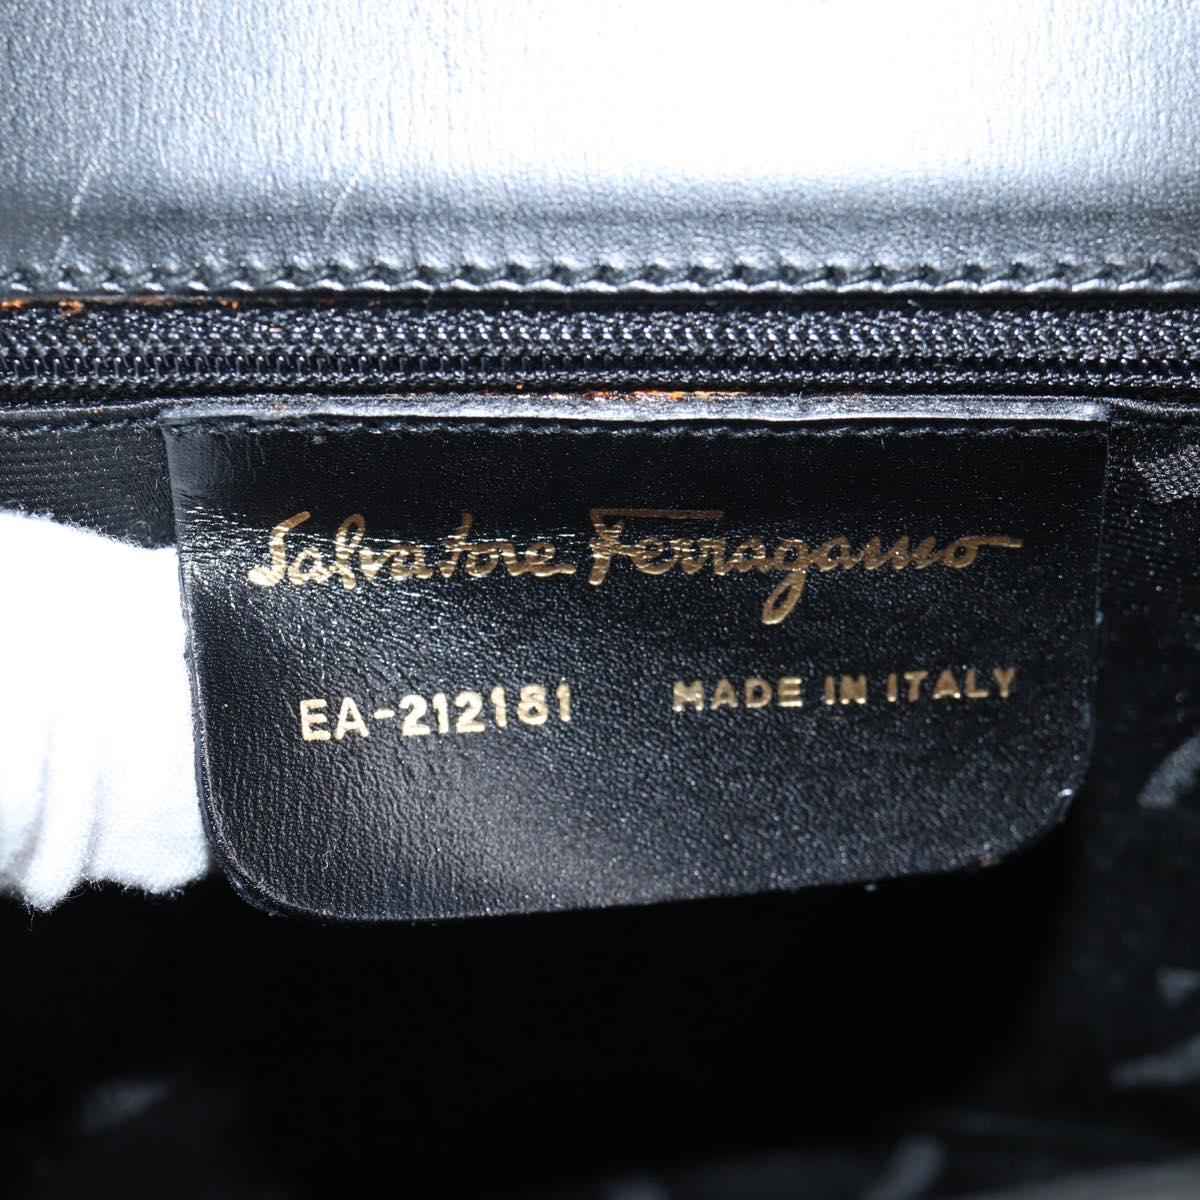 Salvatore Ferragamo
EA-212181 MADE IN ITALY